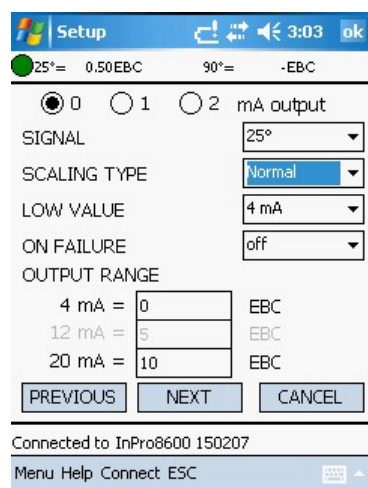 Setup 3:03 ok
25°= 0.50EBC 90°= -EBC
0 1 2 mA output
SIGNAL 25°
SCALING TYPE Normal
LOW VALUE 4 mA
ON FAILURE off
OUTPUT RANGE
4 mA = 0 EBC
12 mA = 5 EBC
20 mA = 10 EBC
PREVIOUS NEXT CANCEL
Connected to InPro8600 150207
Menu Help Connect ESC